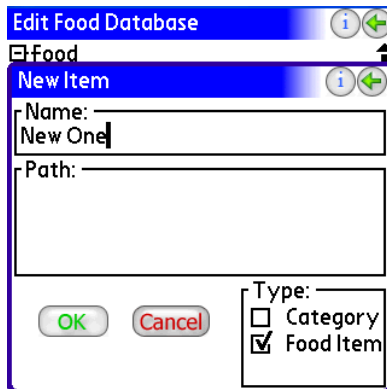 Edit Food Database
Food
New Item
Name:
New One
Path:
Type:
OK
Cancel
Category
Food Item